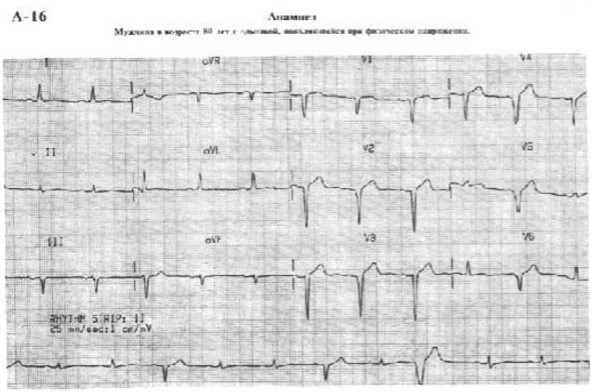 А-16
Анамнез
Мужчина в возрасте 80 лет с одышкой, появляющейся при физическом напряжении.
I aVR V1 V4
II aVL V2 V5
III aVF V3 V6
RHYTHM STRIP: II
25 mm/sec:1 cm/mV